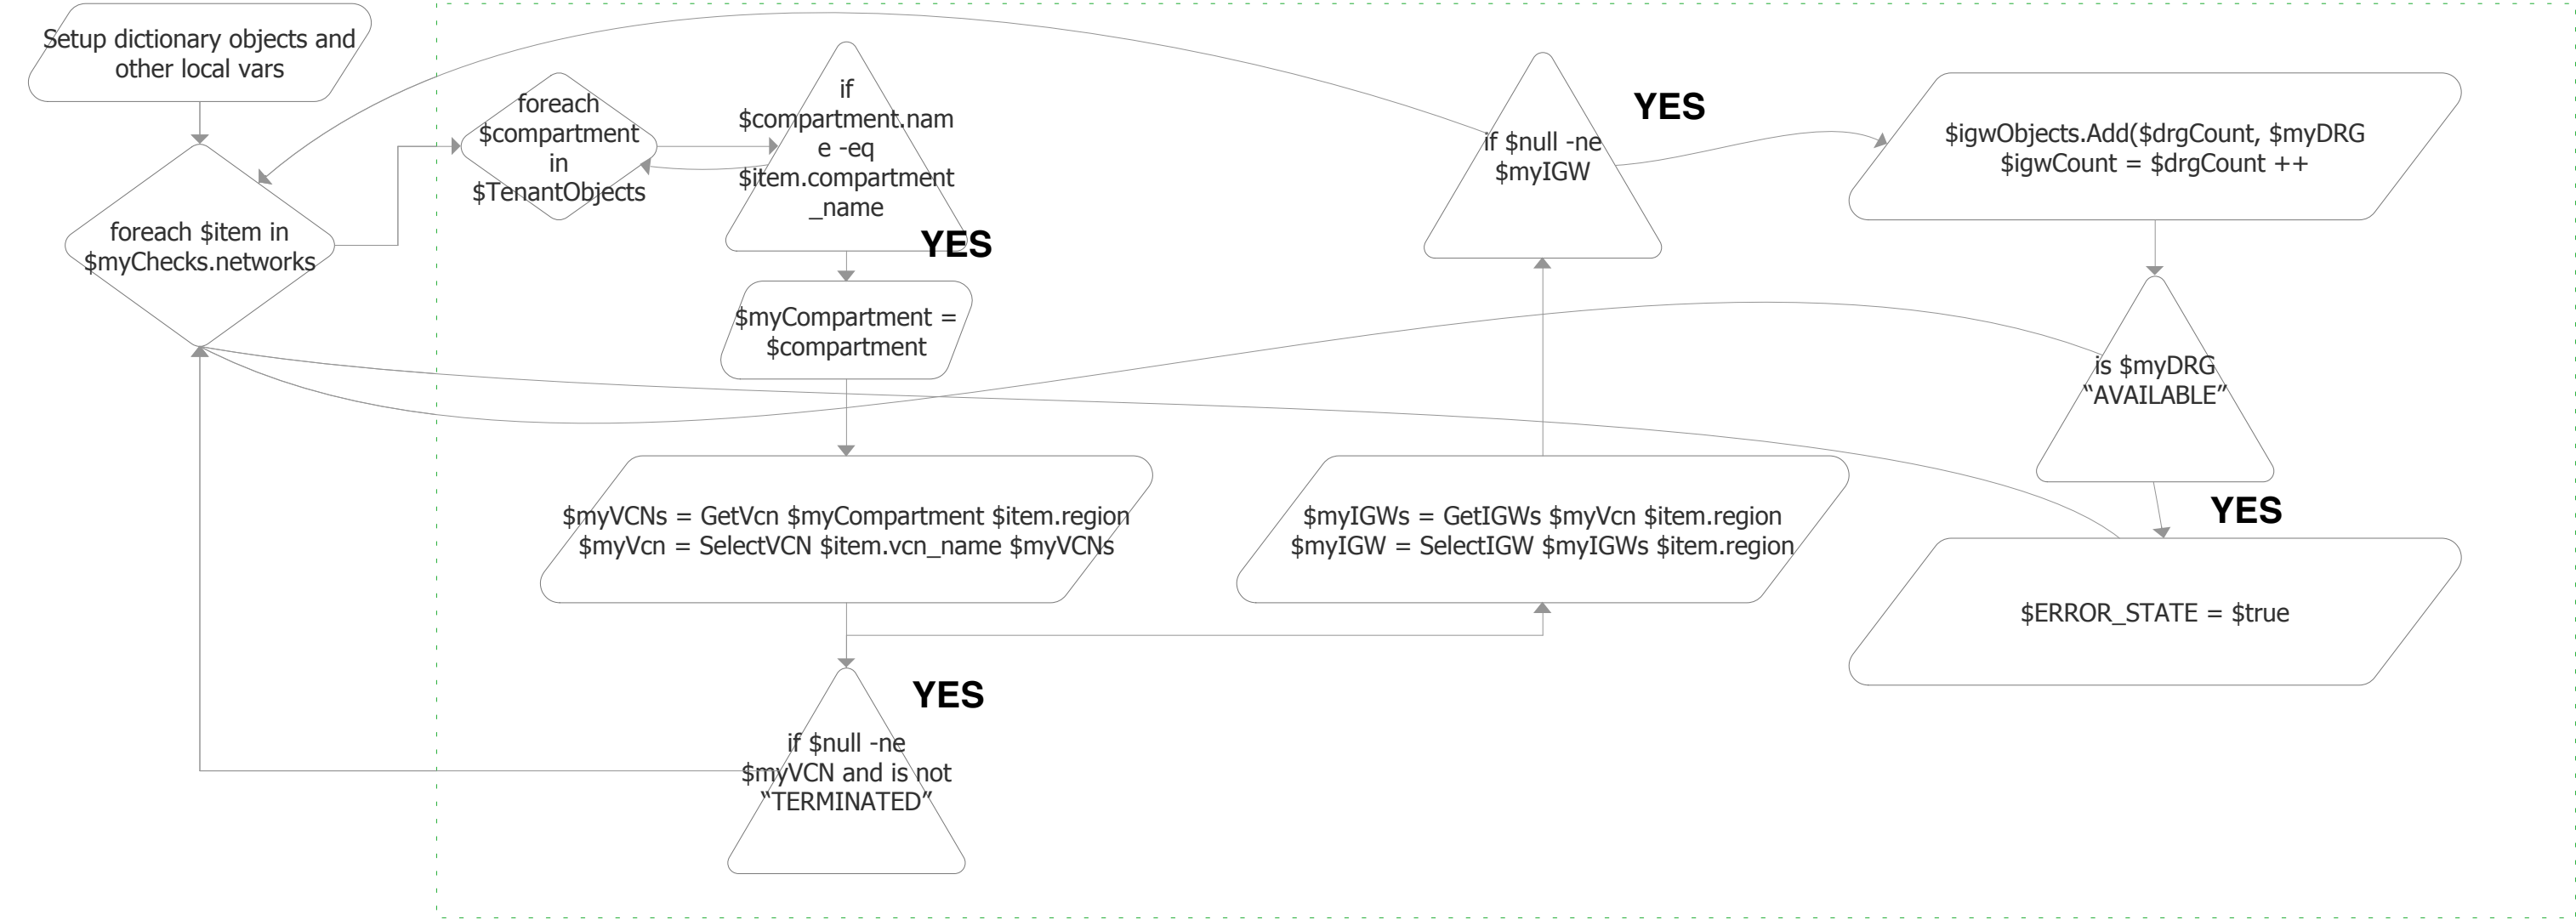 Setup dictionary objects and
other local vars
foreach $item in
$myChecks.networks
foreach
$compartment
in
$TenantObjects
if
$compartment.nam
e -eq
$item.compartment
_name
YES
$myCompartment =
$compartment
$myVCNs = GetVcn $myCompartment $item.region
$myVcn = SelectVCN $item.vcn_name $myVCNs
YES
if $null -ne
$myVCN and is not
“TERMINATED”
$myIGWs = GetIGWs $myVcn $item.region
$myIGW = SelectIGW $myIGWs $item.region
if $null -ne
$myIGW
YES
$igwObjects.Add($drgCount, $myDRG
$igwCount = $drgCount ++
is $myDRG
“AVAILABLE”
YES
$ERROR_STATE = $true